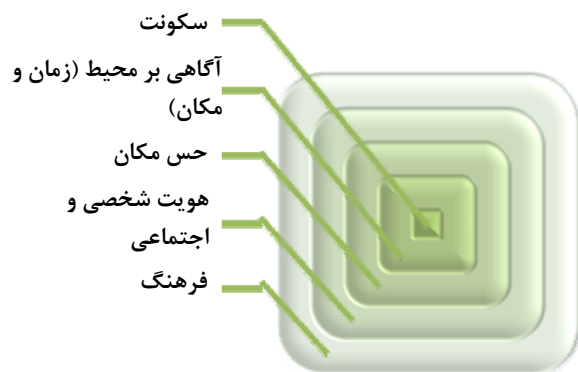 سکونت
آگاهی بر محیط (زمان و
مکان)
حس مکان
هویت شخصی و
اجتماعی
فرهنگ